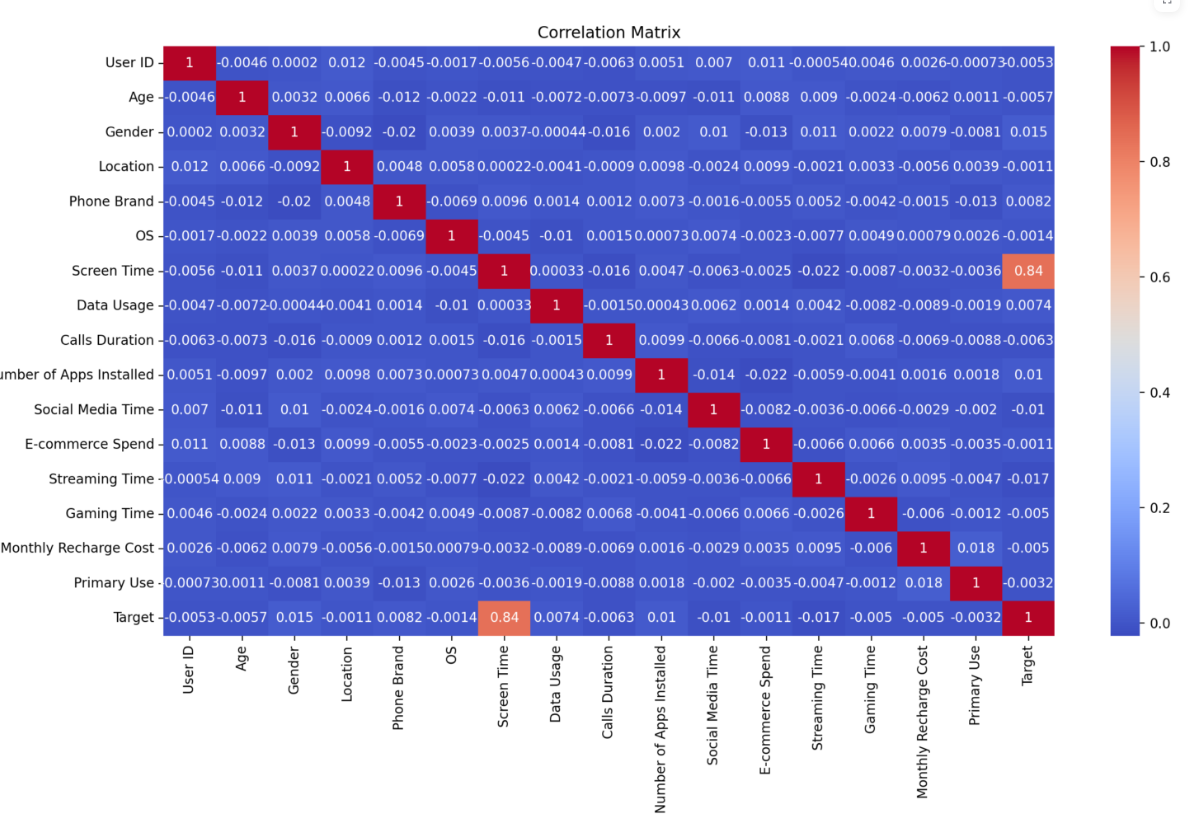 Correlation Matrix
User ID 1 -0.0046 0.0002 0.012 -0.0045 -0.0017 -0.0056 -0.0047 -0.0063 0.0051 0.007 0.011 -0.00054 0.0046 0.0026 -0.00073 -0.0053 1.0
Age -0.0046 1 0.0032 0.0066 -0.012 -0.0022 -0.011 -0.0072 -0.0073 -0.0097 -0.011 0.0088 0.009 -0.0024 -0.0062 0.0011 -0.0057
Gender 0.0002 0.0032 1 -0.0092 -0.02 0.0039 0.0037 -0.00044 -0.016 0.002 0.01 -0.013 0.011 0.0022 0.0079 -0.0081 0.015
Location 0.012 0.0066 -0.0092 1 0.0048 0.0058 0.00022 -0.0041 -0.0009 0.0098 -0.0024 0.0099 -0.0021 0.0033 -0.0056 0.0039 -0.0011 0.8
Phone Brand -0.0045 -0.012 -0.02 0.0048 1 -0.0069 0.0096 0.0014 0.0012 0.0073 -0.0016 -0.0055 0.0052 -0.0042 -0.0015 -0.013 0.0082
OS -0.0017 -0.0022 0.0039 0.0058 -0.0069 1 -0.0045 -0.01 0.0015 0.00073 0.0074 -0.0023 -0.0077 0.0049 0.00079 0.0026 -0.0014
Screen Time -0.0056 -0.011 0.0037 0.00022 0.0096 -0.0045 1 0.00033 -0.016 0.0047 -0.0063 -0.0025 -0.022 -0.0087 -0.0032 -0.0036 0.84 0.6
Data Usage -0.0047 -0.0072 -0.00044 -0.0041 0.0014 -0.01 0.00033 1 -0.0015 0.00043 0.0062 0.0014 0.0042 -0.0082 -0.0089 -0.0019 0.0074
Calls Duration -0.0063 -0.0073 -0.016 -0.0009 0.0012 0.0015 -0.016 -0.0015 1 0.0099 -0.0066 -0.0081 -0.0021 0.0068 -0.0069 -0.0088 -0.0063
of Apps Installed 0.0051 -0.0097 0.002 0.0098 0.0073 0.00073 0.0047 0.00043 0.0099 1 -0.014 -0.022 -0.0059 -0.0041 0.0016 0.0018 0.01 0.4
Social Media Time 0.007 -0.011 0.01 -0.0024 -0.0016 0.0074 -0.0063 0.0062 -0.0066 -0.014 1 -0.0082 -0.0036 -0.0066 -0.0029 -0.002 -0.01
E-commerce Spend 0.011 0.0088 -0.013 0.0099 -0.0055 -0.0023 -0.0025 0.0014 -0.0081 -0.022 -0.0082 1 -0.0066 0.0066 0.0035 -0.0035 -0.0011
Streaming Time -0.00054 0.009 0.011 -0.0021 0.0052 -0.0077 -0.022 0.0042 -0.0021 -0.0059 -0.0036 -0.0066 1 -0.0026 0.0095 -0.0047 -0.017
Gaming Time 0.0046 -0.0024 0.0022 0.0033 -0.0042 0.0049 -0.0087 -0.0082 0.0068 -0.0041 -0.0066 0.0066 -0.0026 1 -0.006 -0.0012 -0.005 0.2
Monthly Recharge Cost 0.0026 -0.0062 0.0079 -0.0056 -0.0015 0.00079 -0.0032 -0.0089 -0.0069 0.0016 -0.0029 0.0035 0.0095 -0.006 1 0.018 -0.005
Primary Use -0.00073 0.0011 -0.0081 0.0039 -0.013 0.0026 -0.0036 -0.0019 -0.0088 0.0018 -0.002 -0.0035 -0.0047 -0.0012 0.018 1 -0.0032
Target -0.0053 -0.0057 0.015 -0.0011 0.0082 -0.0014 0.84 0.0074 -0.0063 0.01 -0.01 -0.0011 -0.017 -0.005 -0.005 -0.0032 1 0.0
User ID
Age
Gender
Location
Phone Brand
OS
Screen Time
Data Usage
Calls Duration
Number of Apps Installed
Social Media Time
E-commerce Spend
Streaming Time
Gaming Time
Monthly Recharge Cost
Primary Use
Target